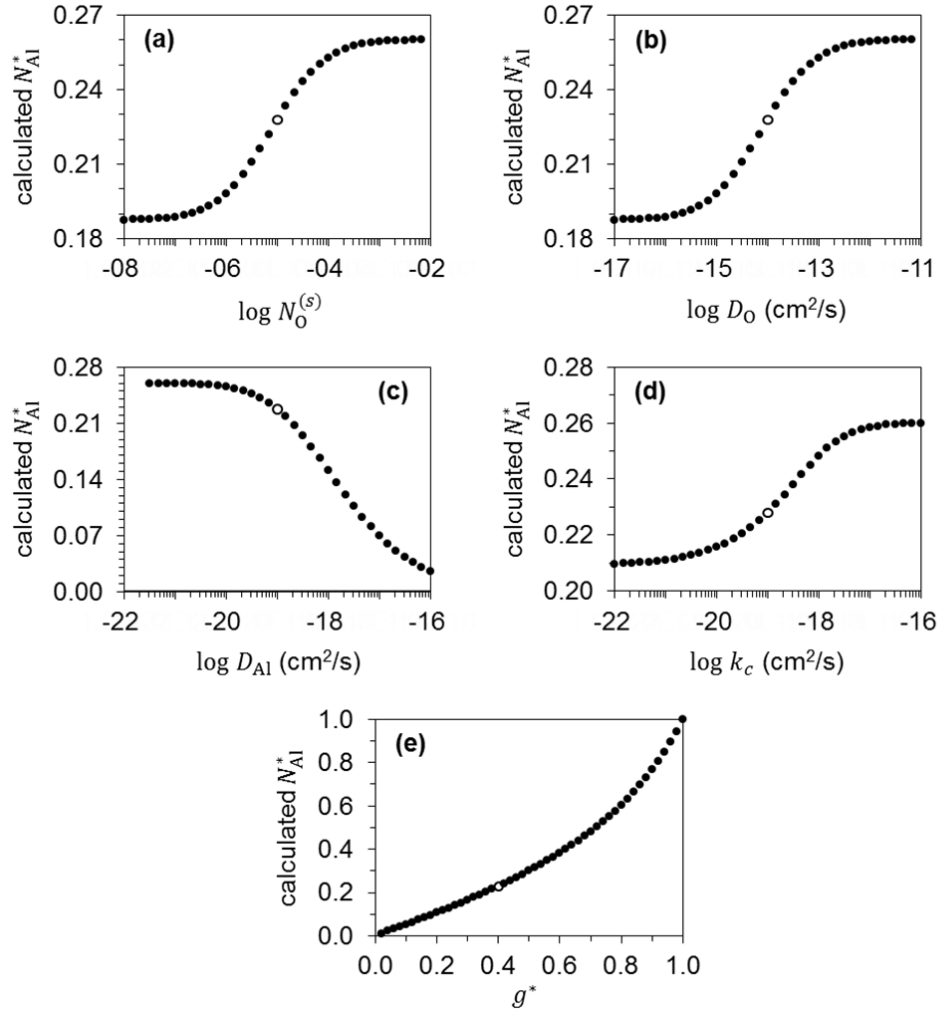 (a)
calculated N*Al
0.27
0.24
0.21
0.18
-08 -06 -04 -02
log N(s)O
(b)
calculated N*Al
0.27
0.24
0.21
0.18
-17 -15 -13 -11
log DO (cm2/s)
(c)
calculated N*Al
0.28
0.21
0.14
0.07
0.00
-22 -20 -18 -16
log DAl (cm2/s)
(d)
calculated N*Al
0.28
0.26
0.24
0.22
0.20
-22 -20 -18 -16
log kc (cm2/s)
(e)
calculated N*Al
1.0
0.8
0.6
0.4
0.2
0.0
0.0 0.2 0.4 0.6 0.8 1.0
g*